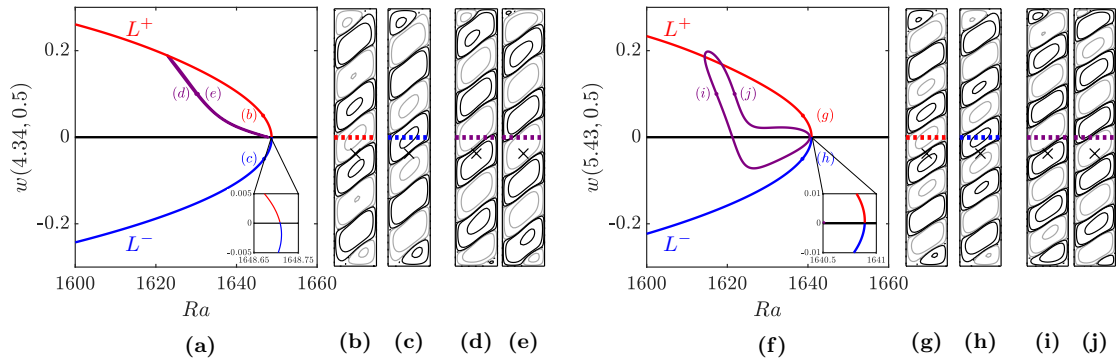 w(4.34, 0.5)
0.2
0
-0.2
L⁺
L⁻
(d)
(e)
(b)
(c)
0.005
0
-0.005
1648.65
1648.75
1600
1620
1640
1660
Ra
(a)
(b)
(c)
(d)
(e)
w(5.43, 0.5)
0.2
0
-0.2
L⁺
L⁻
(i)
(j)
(g)
(h)
0.01
0
-0.01
1640.5
1641
1600
1620
1640
1660
Ra
(f)
(g)
(h)
(i)
(j)